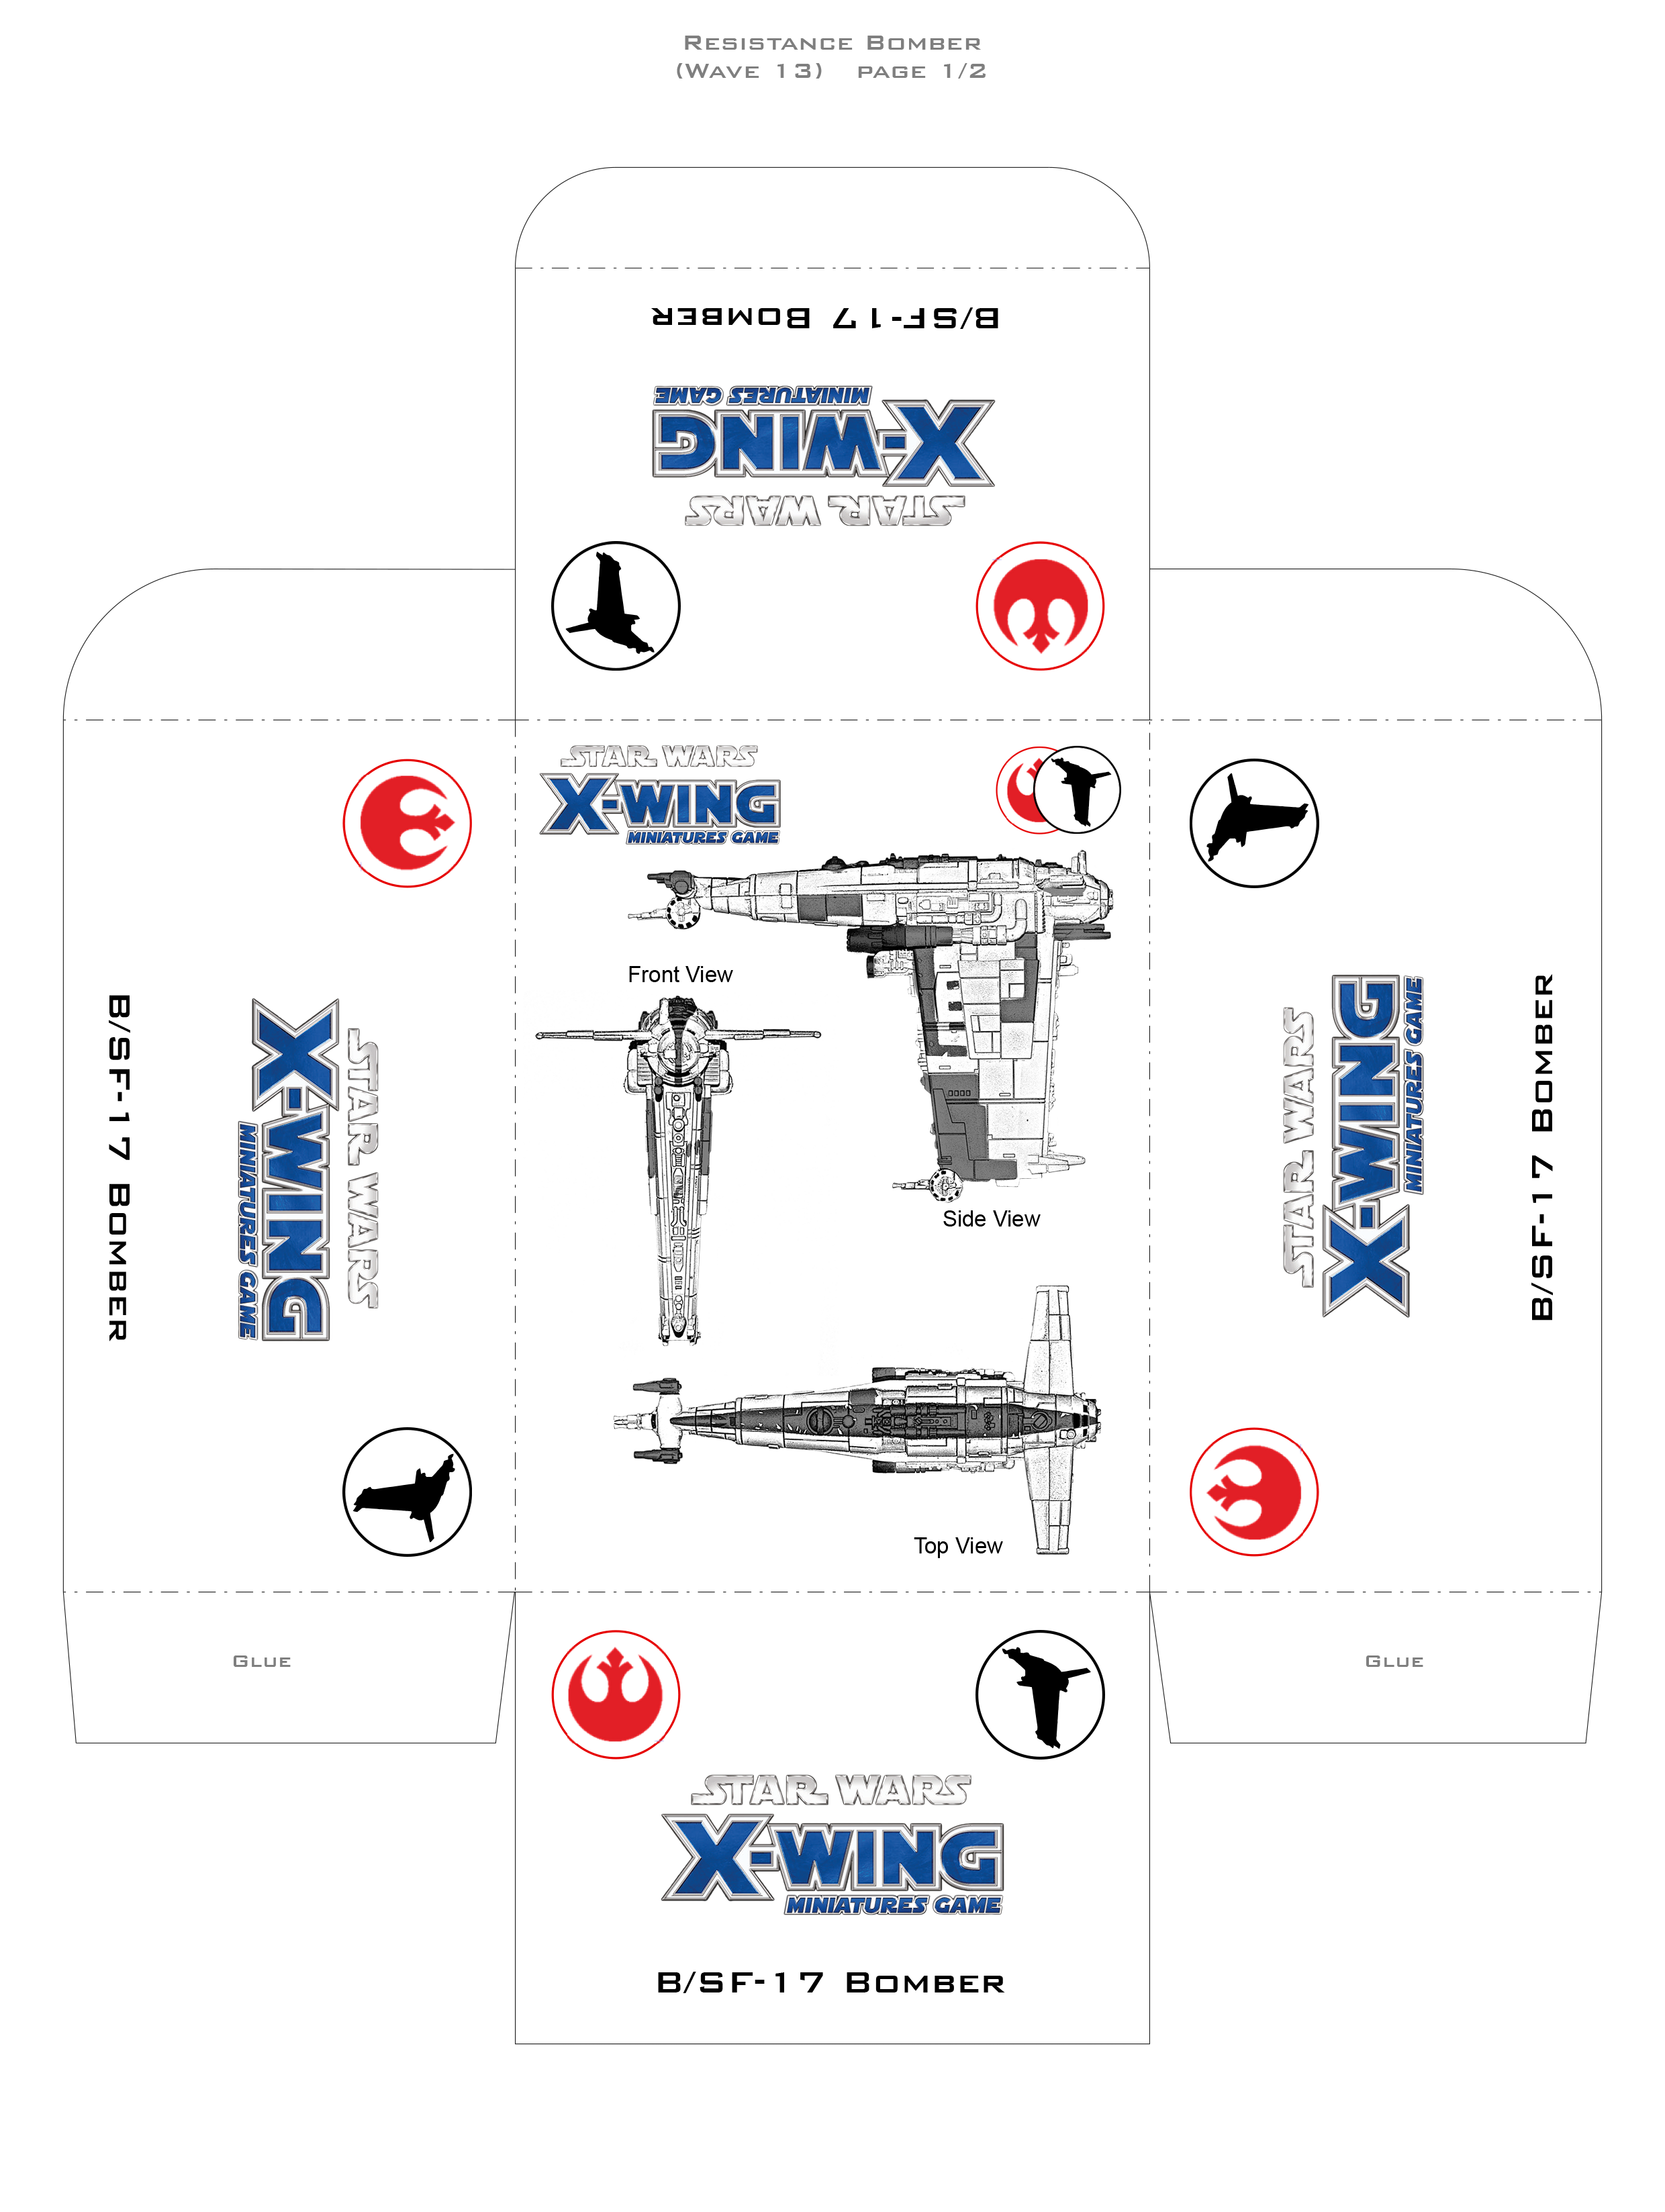 Resistance Bomber
(Wave 13) page 1/2
B/SF-17 Bomber
STAR WARS
X-WING
MINIATURES GAME
STAR WARS
X-WING
MINIATURES GAME
Front View
Side View
Top View
STAR WARS
X-WING
MINIATURES GAME
B/SF-17 Bomber
STAR WARS
X-WING
MINIATURES GAME
B/SF-17 Bomber
Glue
Glue
STAR WARS
X-WING
MINIATURES GAME
B/SF-17 Bomber